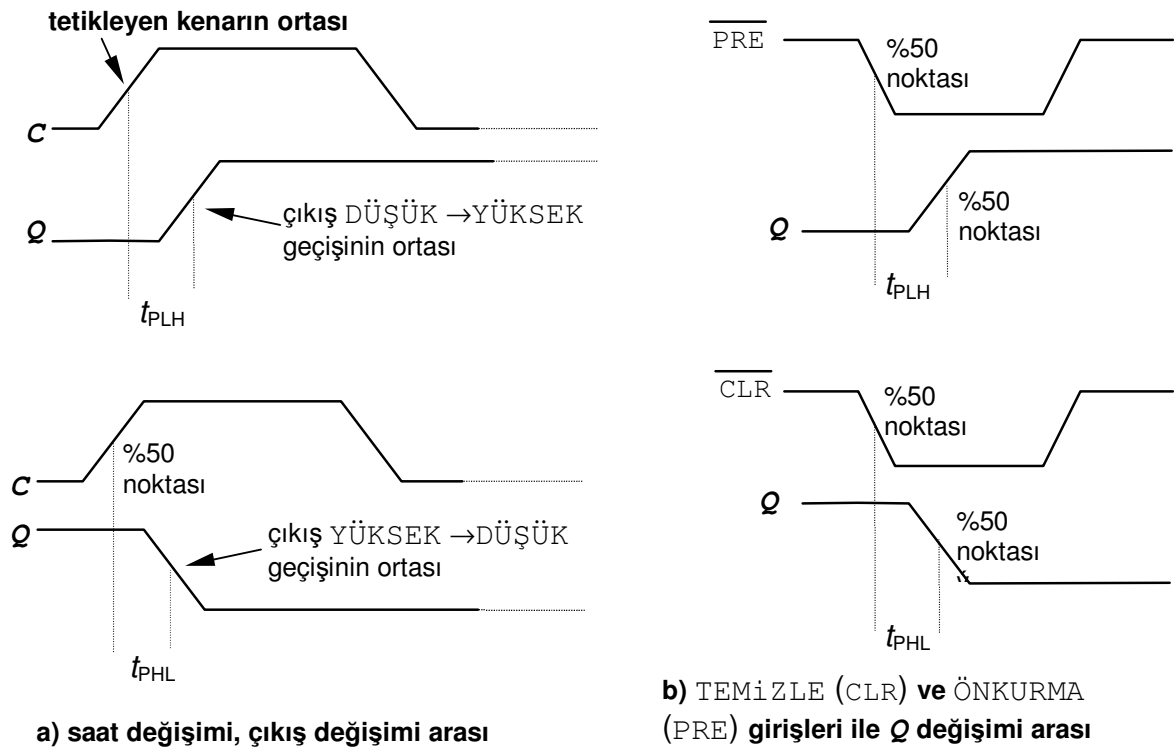 tetikleyen kenarın ortası
C
Q
çıkış DÜŞÜK →YÜKSEK
geçişinin ortası
tPLH
C
%50
noktası
Q
çıkış YÜKSEK →DÜŞÜK
geçişinin ortası
tPHL
a) saat değişimi, çıkış değişimi arası
PRE
%50
noktası
Q
%50
noktası
tPLH
CLR
%50
noktası
Q
%50
noktası
tPHL
b) TEMiZLE (CLR) ve ÖNKURMA
(PRE) girişleri ile Q değişimi arası